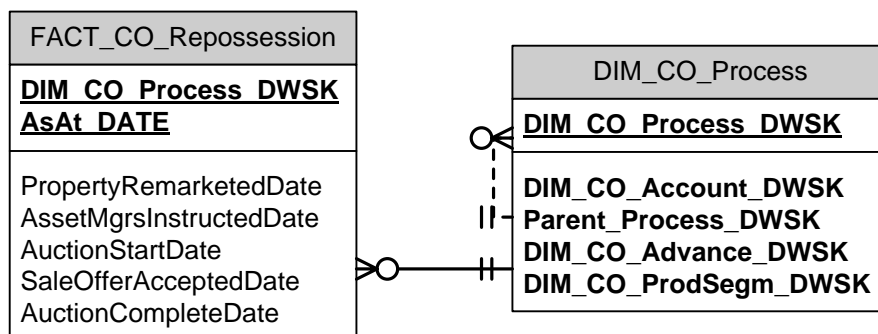 FACT_CO_Repossession
DIM_CO_Process_DWSK
AsAt_DATE
PropertyRemarketedDate
AssetMgrsInstructedDate
AuctionStartDate
SaleOfferAcceptedDate
AuctionCompleteDate
DIM_CO_Process
DIM_CO_Process_DWSK
DIM_CO_Account_DWSK
Parent_Process_DWSK
DIM_CO_Advance_DWSK
DIM_CO_ProdSegm_DWSK